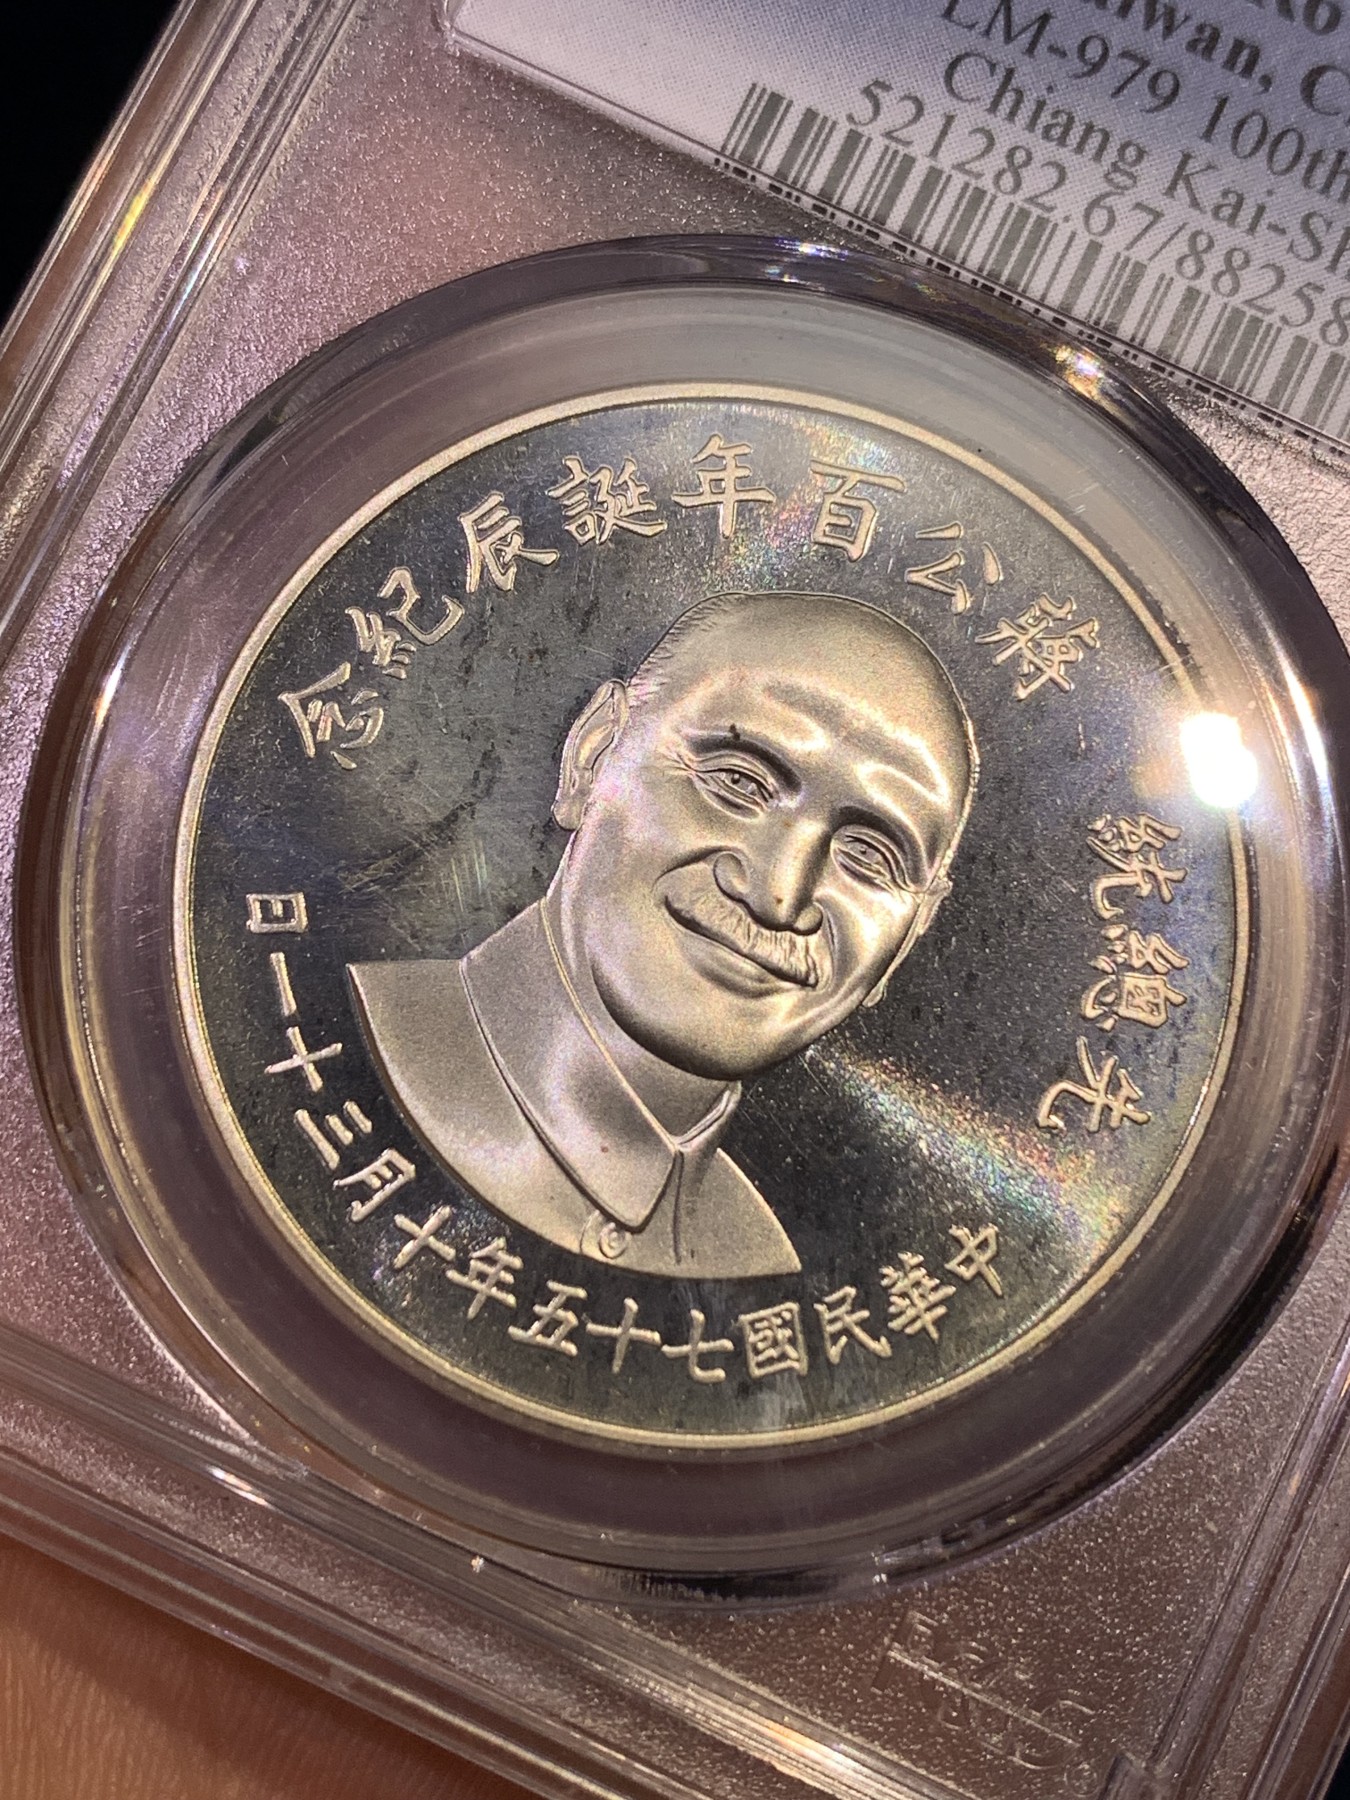 LM-979 100th
Chiang Kai-Sh
521282.67/88258
先總統 蔣公百年誕辰紀念
中華民國七十五年十月三十一日
PCGS